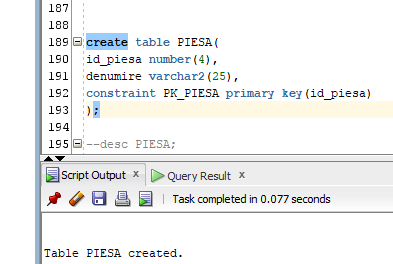 187
188
189 create table PIESA(
190 id_piesa number(4),
191 denumire varchar2(25),
192 constraint PK_PIESA primary key(id_piesa)
193 );
194
195 --desc PIESA;
Script Output x Query Result x
Task completed in 0.077 seconds
Table PIESA created.